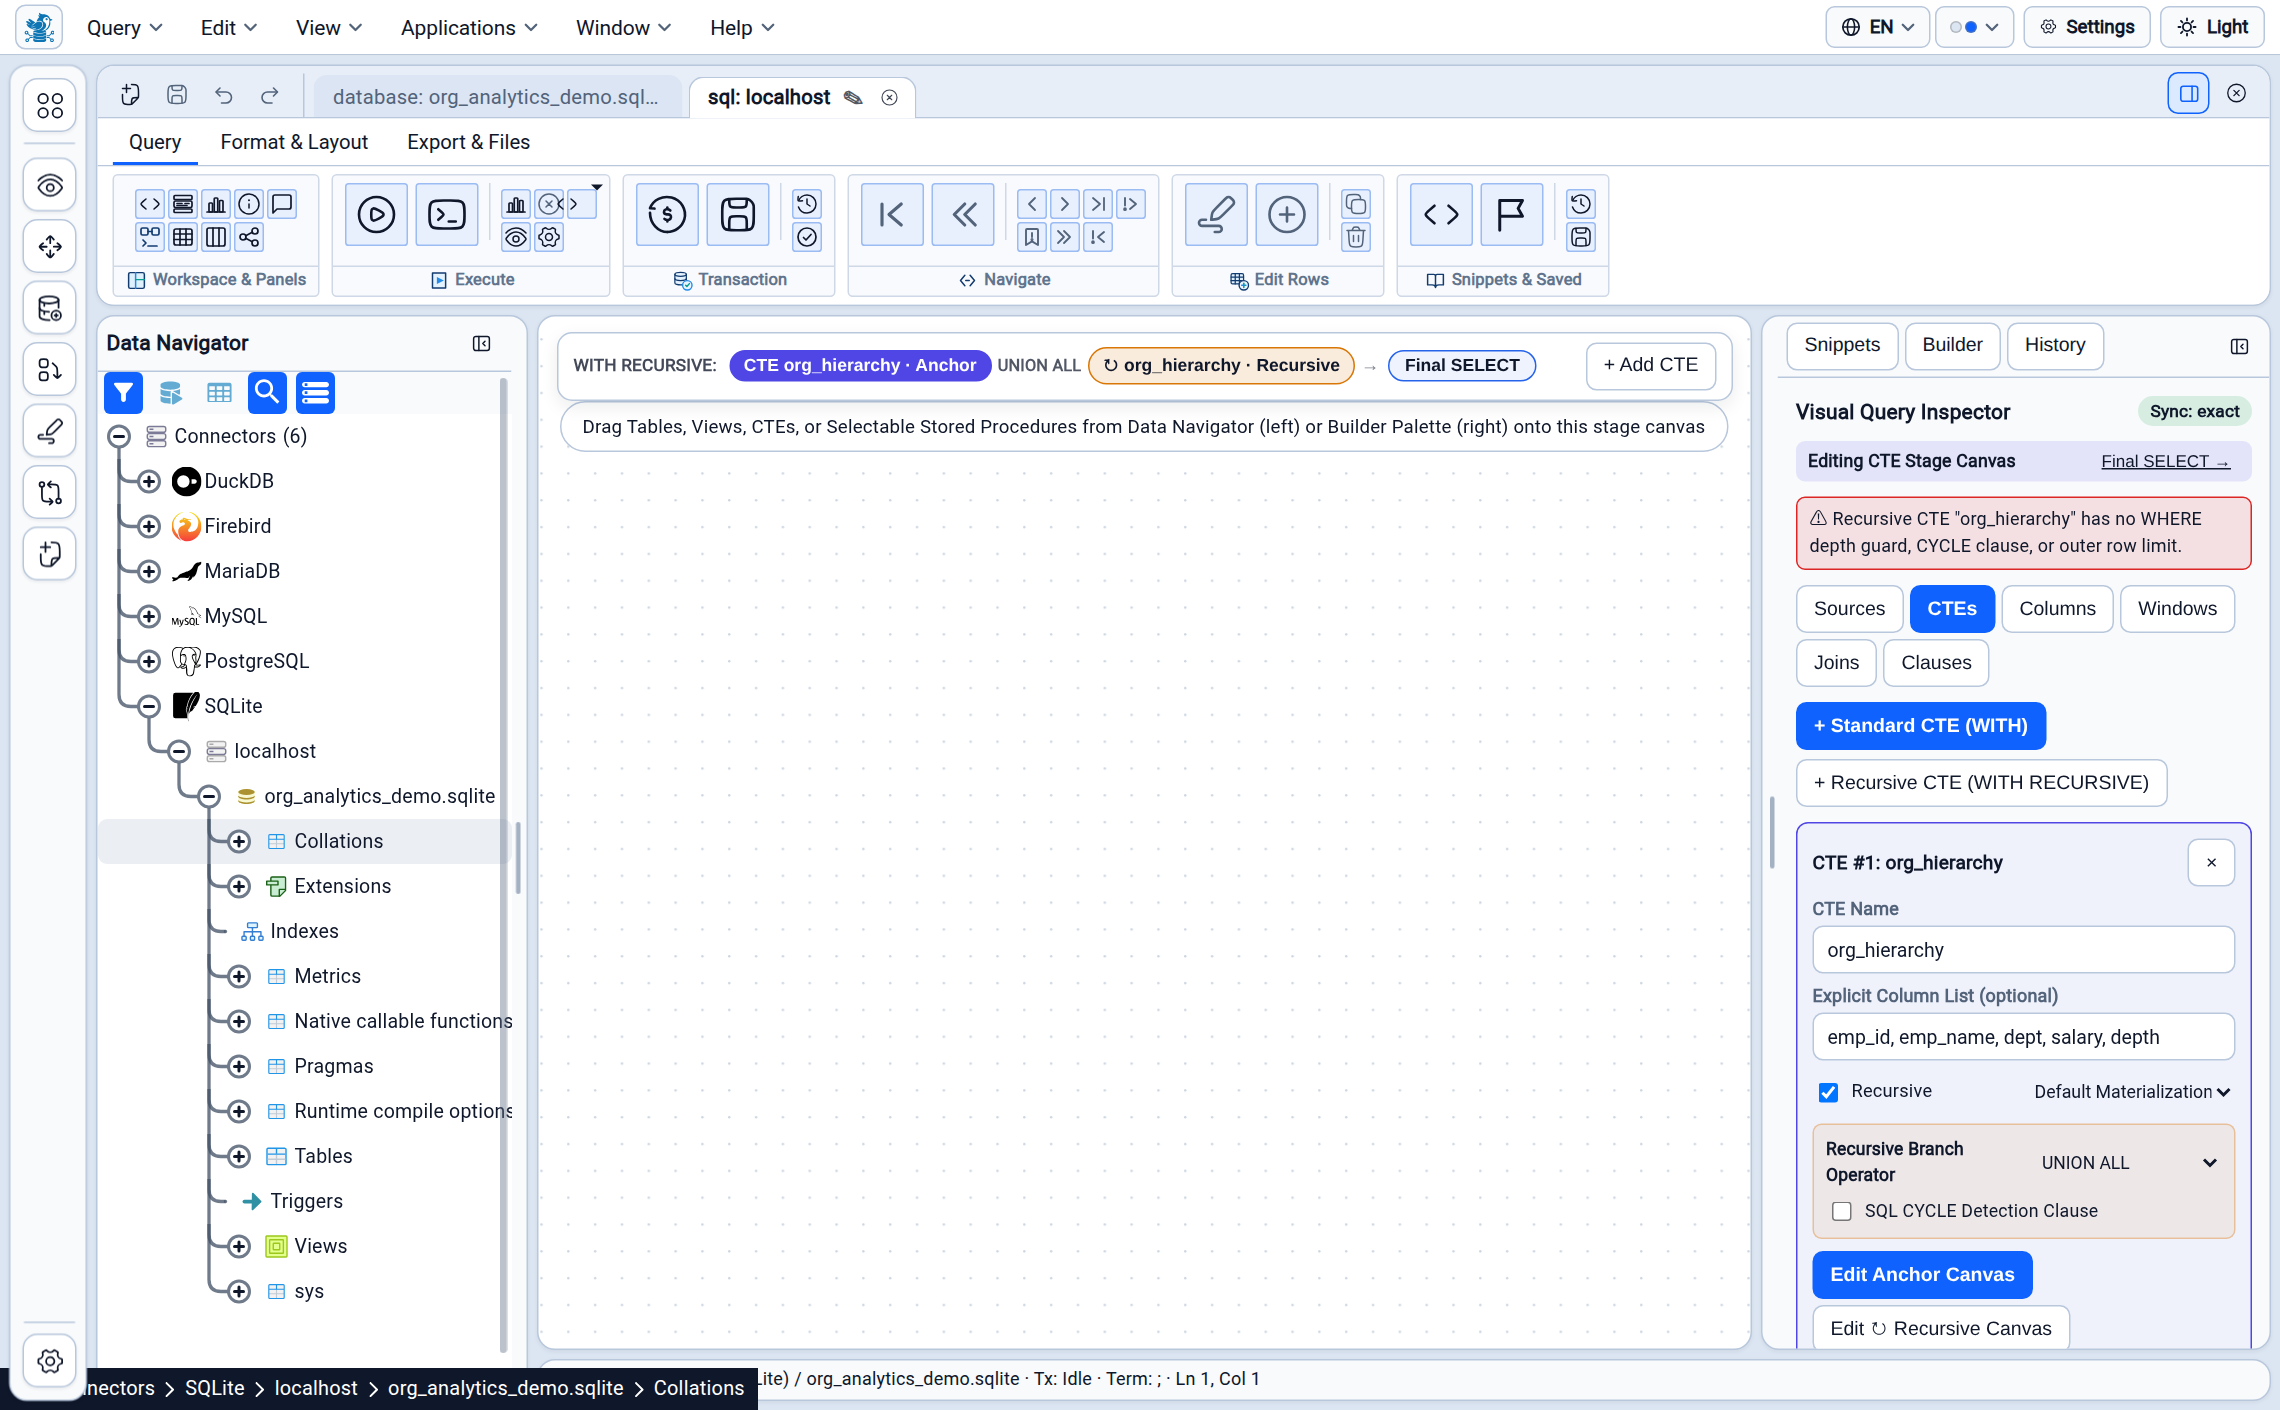 Query Edit View Applications Window Help EN Settings Light
database: org_analytics_demo.sql... sql: localhost
Query Format & Layout Export & Files
Workspace & Panels Execute Transaction Navigate Edit Rows Snippets & Saved
Data Navigator
Connectors (6)
DuckDB
Firebird
MariaDB
MySQL
PostgreSQL
SQLite
localhost
org_analytics_demo.sqlite
Collations
Extensions
Indexes
Metrics
Native callable functions
Pragmas
Runtime compile options
Tables
Triggers
Views
sys
WITH RECURSIVE: CTE org_hierarchy · Anchor UNION ALL ↻ org_hierarchy · Recursive → Final SELECT + Add CTE
Drag Tables, Views, CTEs, or Selectable Stored Procedures from Data Navigator (left) or Builder Palette (right) onto this stage canvas
Snippets Builder History
Visual Query Inspector Sync: exact
Editing CTE Stage Canvas Final SELECT →
⚠ Recursive CTE "org_hierarchy" has no WHERE
depth guard, CYCLE clause, or outer row limit.
Sources CTEs Columns Windows
Joins Clauses
+ Standard CTE (WITH)
+ Recursive CTE (WITH RECURSIVE)
CTE #1: org_hierarchy ×
CTE Name
org_hierarchy
Explicit Column List (optional)
emp_id, emp_name, dept, salary, depth
Recursive Default Materialization
Recursive Branch
Operator
UNION ALL
SQL CYCLE Detection Clause
Edit Anchor Canvas
Edit ↻ Recursive Canvas
nnectors > SQLite > localhost > org_analytics_demo.sqlite > Collations
Lite) / org_analytics_demo.sqlite · Tx: Idle · Term: ; · Ln 1, Col 1